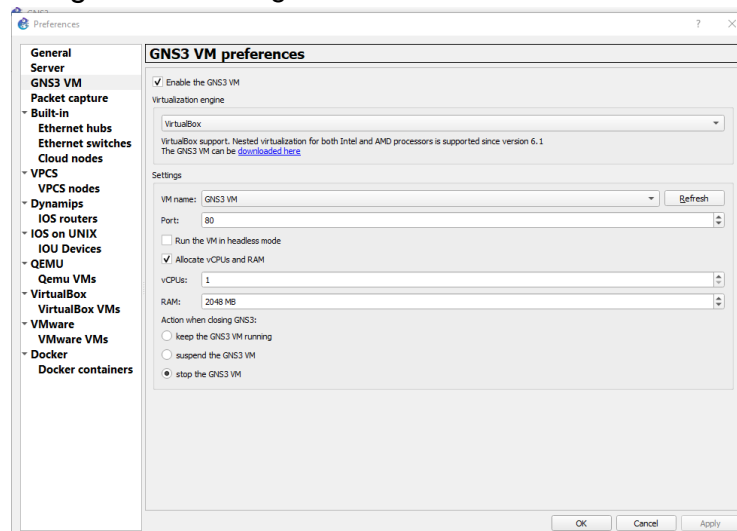 Preferences
?
General
Server
GNS3 VM
Packet capture
Built-in
Ethernet hubs
Ethernet switches
Cloud nodes
VPCS
VPCS nodes
Dynamips
IOS routers
IOS on UNIX
IOU Devices
QEMU
Qemu VMs
VirtualBox
VirtualBox VMs
VMware
VMware VMs
Docker
Docker containers
GNS3 VM preferences
Enable the GNS3 VM
Virtualization engine
VirtualBox
VirtualBox support. Nested virtualization for both Intel and AMD processors is supported since version 6.1
The GNS3 VM can be downloaded here
Settings
VM name: GNS3 VM Refresh
Port: 80
Run the VM in headless mode
Allocate vCPUs and RAM
vCPUs: 1
RAM: 2048 MB
Action when closing GNS3:
keep the GNS3 VM running
suspend the GNS3 VM
stop the GNS3 VM
OK Cancel Apply